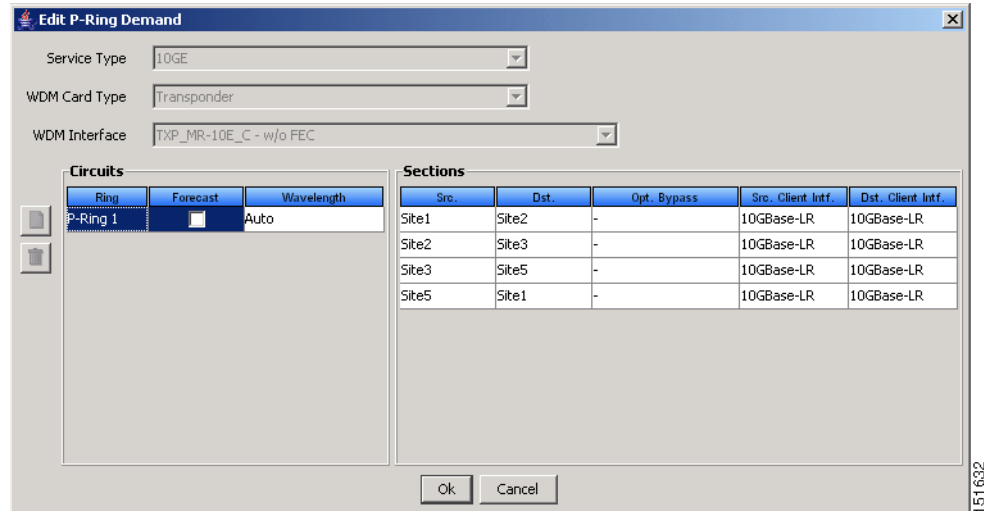 Edit P-Ring Demand
Service Type 10GE
WDM Card Type Transponder
WDM Interface TXP_MR-10E_C - w/o FEC
Circuits Sections
Ring Forecast Wavelength Src. Dst. Opt. Bypass Src. Client Intf. Dst. Client Intf.
P-Ring 1 Auto Site1 Site2 - 10GBase-LR 10GBase-LR
Site2 Site3 - 10GBase-LR 10GBase-LR
Site3 Site5 - 10GBase-LR 10GBase-LR
Site5 Site1 - 10GBase-LR 10GBase-LR
Ok Cancel
151632